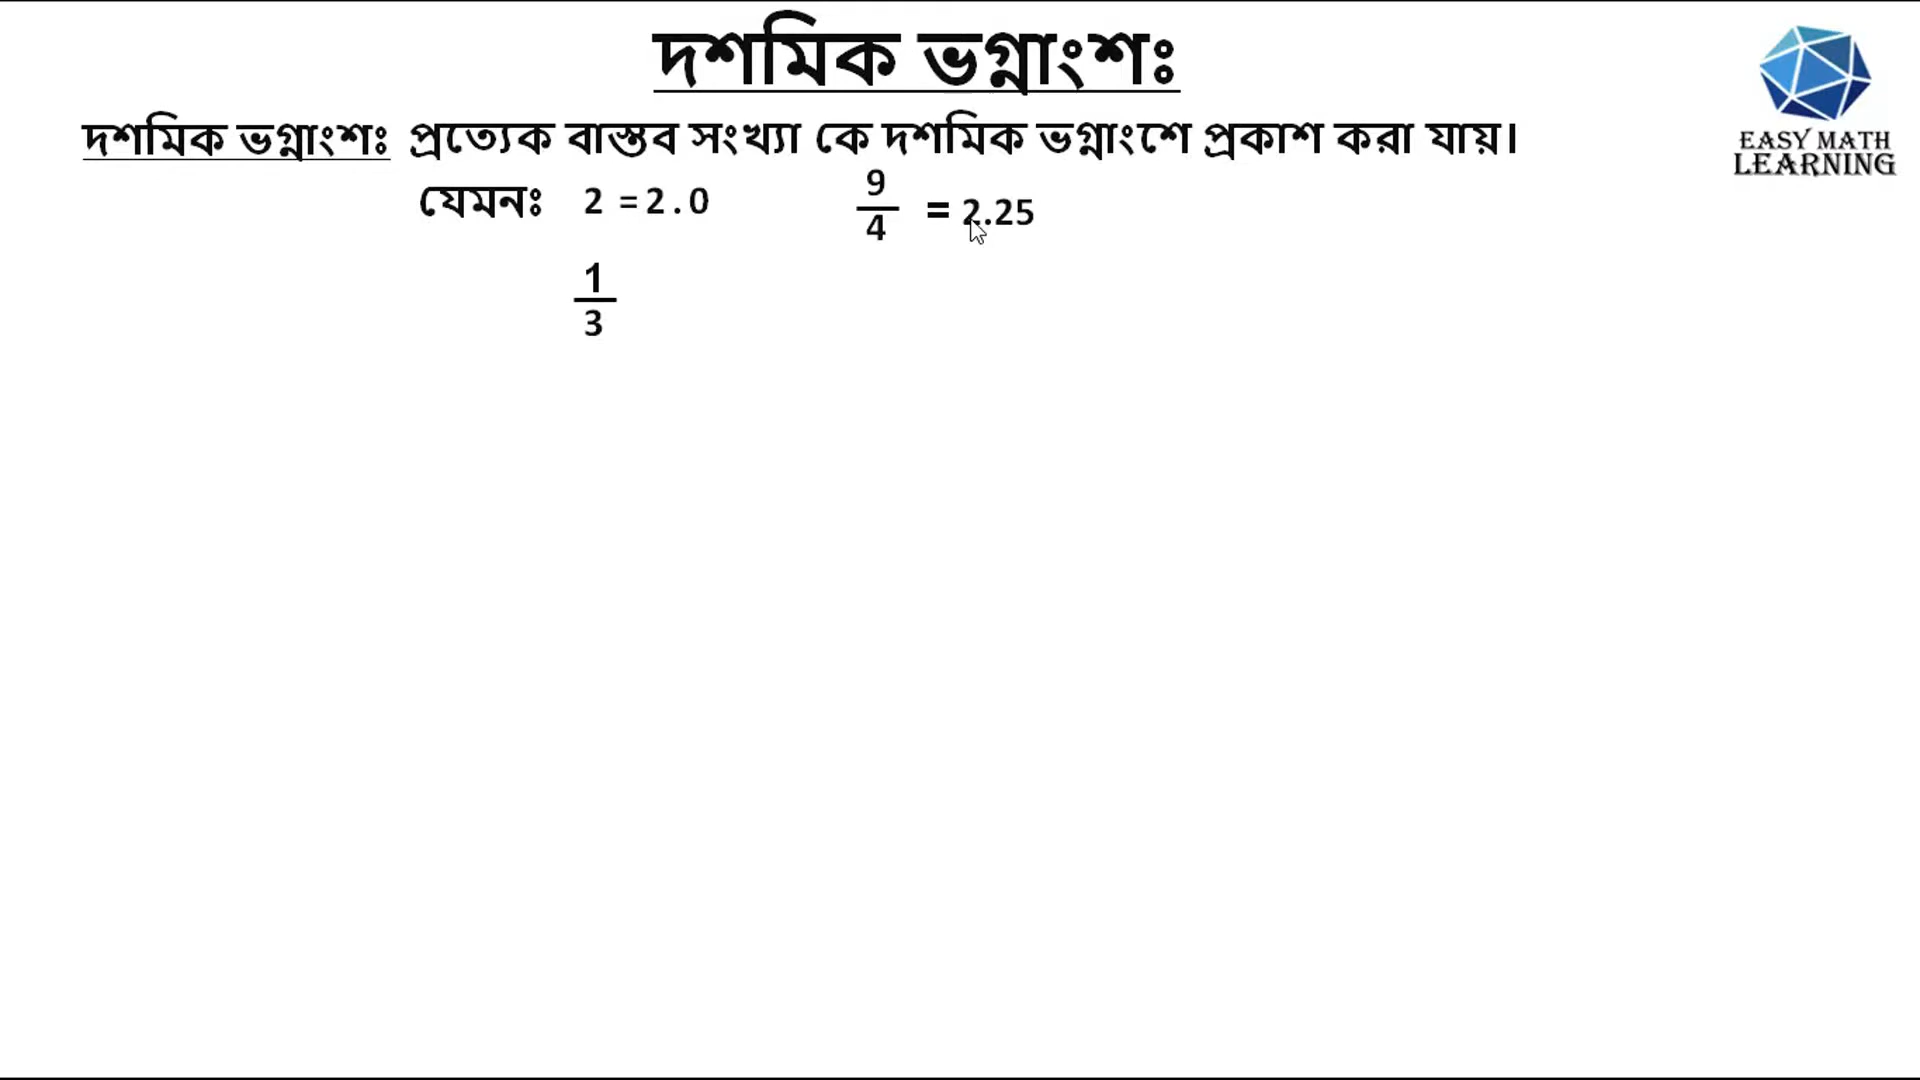 দশমিক ভগ্নাংশঃ
দশমিক ভগ্নাংশঃ প্রত্যেক বাস্তব সংখ্যা কে দশমিক ভগ্নাংশে প্রকাশ করা যায়।
যেমনঃ 2 =2.0 9/4 = 2.25
1/3
EASY MATH
LEARNING